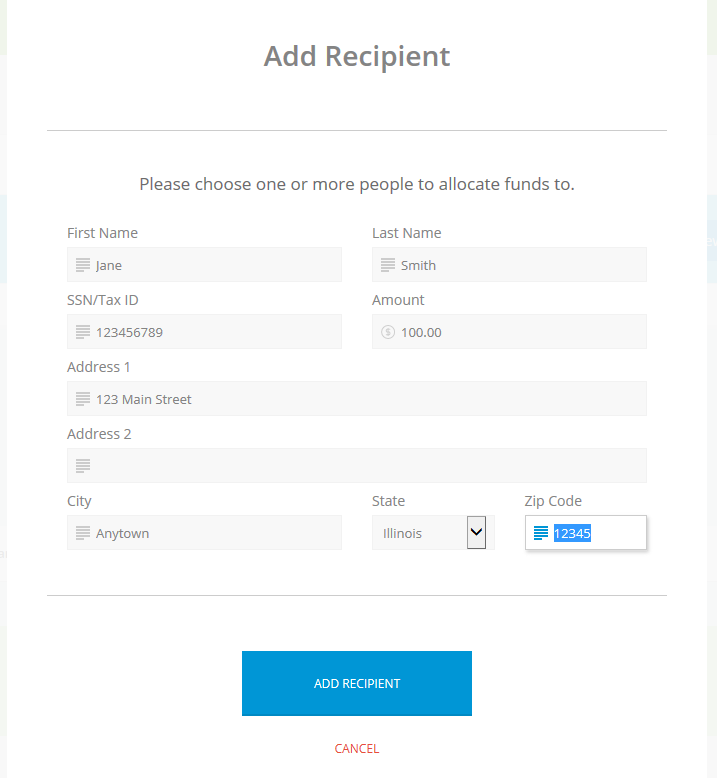 Add Recipient
Please choose one or more people to allocate funds to.
First Name
Last Name
Jane
Smith
SSN/Tax ID
Amount
123456789
$ 100.00
Address 1
123 Main Street
Address 2
City
State
Zip Code
Anytown
Illinois
12345
ADD RECIPIENT
CANCEL